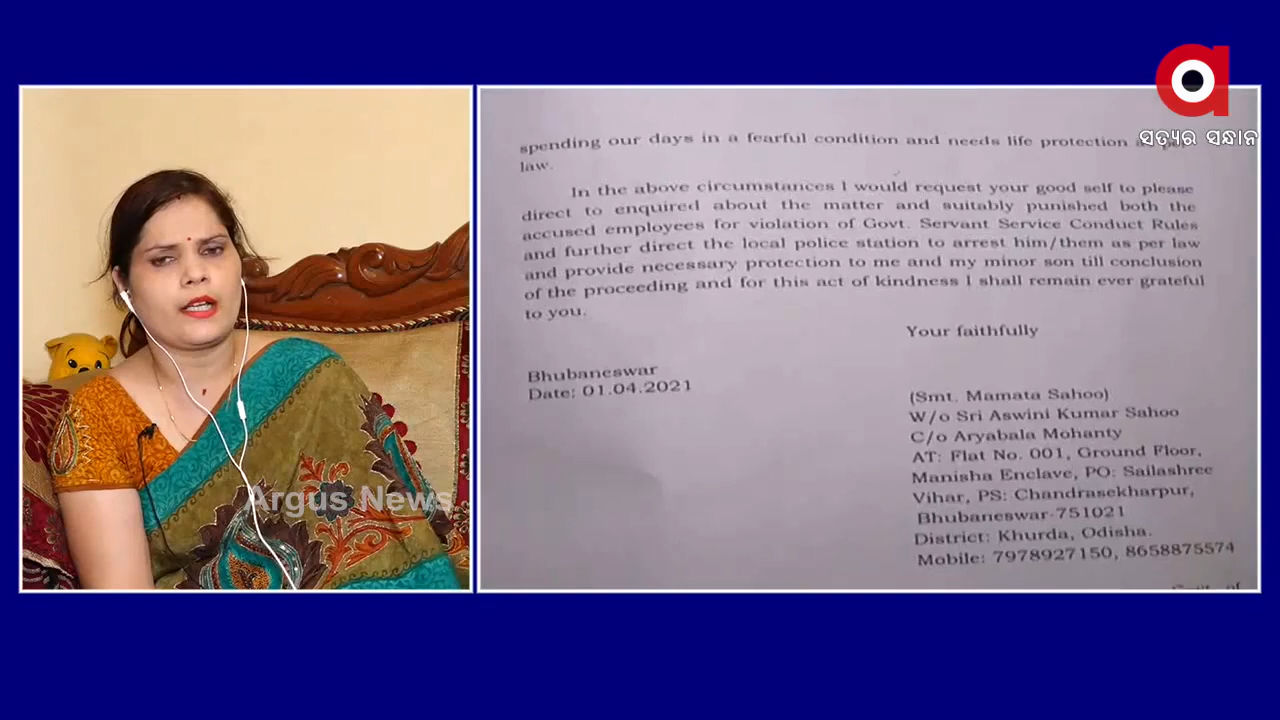 ସତ୍ୟର ସନ୍ଧାନ
spending our days in a fearful condition and needs life protection
law.
In the above circumstances I would request your good self to please
direct to enquired about the matter and suitably punished both the
accused employees for violation of Govt. Servant Service Conduct Rules
and further direct the local police station to arrest him/them as per law
and provide necessary protection to me and my minor son till conclusion
of the proceeding and for this act of kindness I shall remain ever grateful
to you.
Your faithfully
Bhubaneswar
Date: 01.04.2021
(Smt. Mamata Sahoo)
W/o Sri Aswini Kumar Sahoo
C/o Aryabala Mohanty
AT: Flat No. 001, Ground Floor,
Manisha Enclave, PO: Sailashree
Vihar, PS: Chandrasekharpur,
Bhubaneswar-751021
District: Khurda, Odisha.
Mobile: 7978927150, 8658875574
Argus News